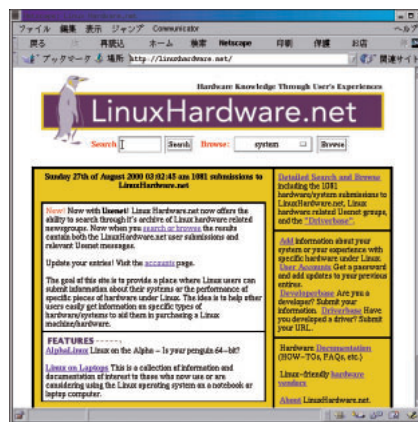 ファイル 編集 表示 ジャンプ Communicator ヘルプ
戻る 再読込 ホーム 検索 Netscape 印刷 保護 お店
ブックマーク 場所 http://linuxhardware.net/ 関連サイト
Hardware Knowledge Through User's Experiences
LinuxHardware.net
Search Search Browse: system Browse
Sunday 27th of August 2000 03:02:45 am 1081 submissions to
LinuxHardware.net
New! Now with Usenet! Linux Hardware.net now offers the
ability to search through it's archive of Linux hardware related
newsgroups. Now when you search or browse the results
contain both the LinuxHardware.net user submissions and
relevant Usenet messages.
Update your entries! Visit the accounts page.
The goal of this site is to provide a place where Linux users can
submit information about their systems or the performance of
specific pieces of hardware under Linux. The idea is to help other
users easily get information on specific types of
hardware/systems to aid them in purchasing a Linux
machine/hardware.
FEATURES -----.
AlphaLinux Linux on the Alpha – Is your penguin 64-bit?
Linux on Laptops This is a collection of information and
documentation of interest to those who now use or are
considering using the Linux operating system on a notebook or
laptop computer.
Detailed Search and Browse
including the 1081
hardware/system submissions to
LinuxHardware.net, Linux
hardware related Usenet groups,
and the "Driverbase".
Add information about your
system or your experience with
specific hardware under Linux.
User Accounts Get a password
and add updates to your previous
entries.
Developerbase Are you a
developer? Submit your
information. Driverbase Have
you developed a driver? Submit
your URL.
Hardware Documentation
(HOW-TOs, FAQs, etc.)
Linux-friendly hardware
vendors
About LinuxHardware.net.